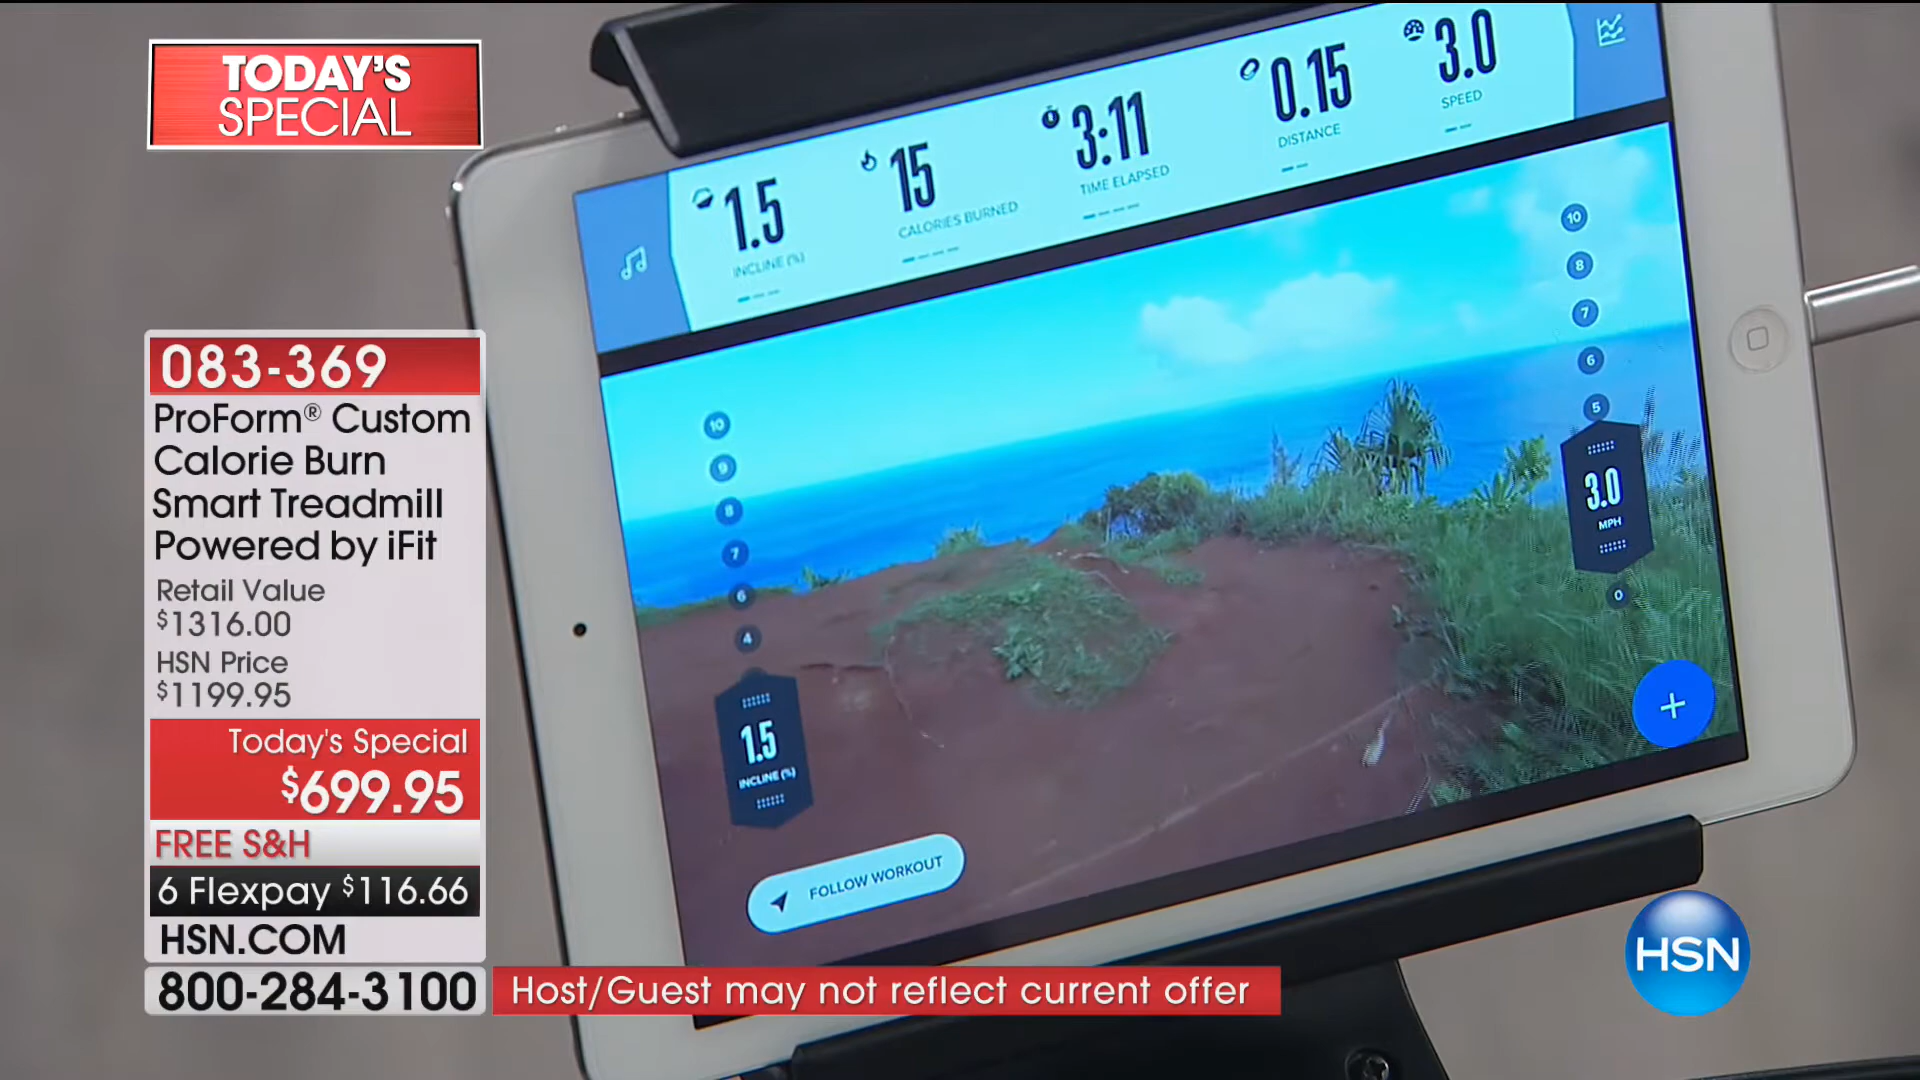 TODAY'S
SPECIAL
083-369
ProForm® Custom
Calorie Burn
Smart Treadmill
Powered by iFit
Retail Value
$1316.00
HSN Price
$1199.95
Today's Special
$699.95
FREE S&H
6 Flexpay $116.66
HSN.COM
800-284-3100
Host/Guest may not reflect current offer
HSN
1.5
INCLINE (%)
15
CALORIES BURNED
3:11
TIME ELAPSED
0.15
DISTANCE
3.0
SPEED
10
9
8
7
6
4
1.5
INCLINE (%)
10
8
7
6
5
3.0
MPH
0
+
FOLLOW WORKOUT